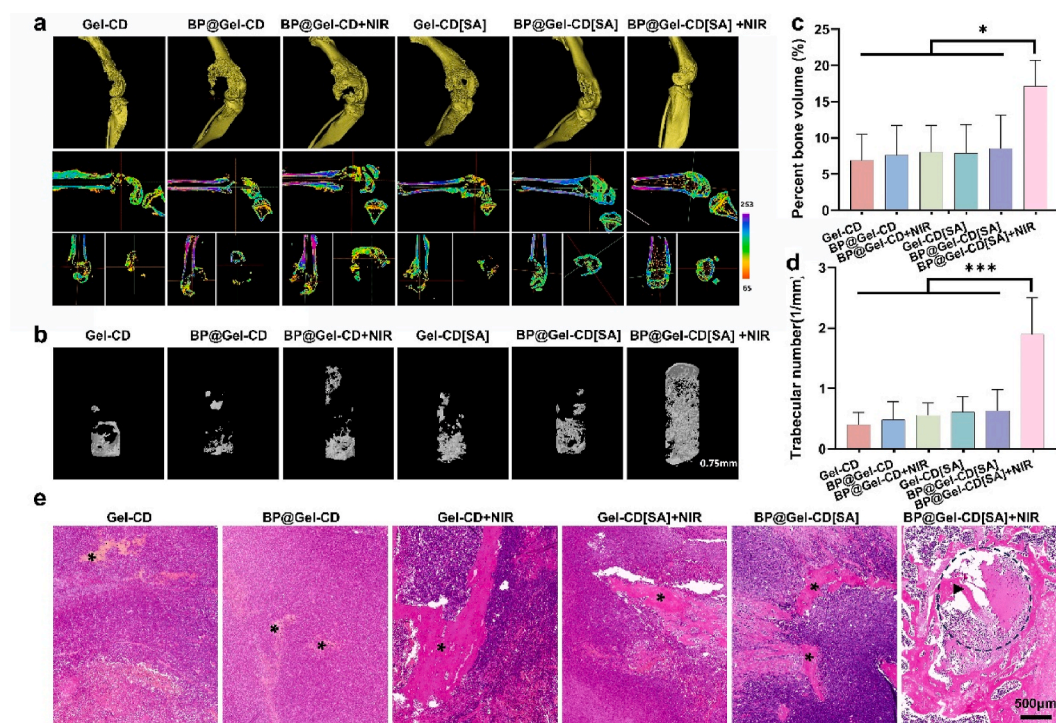 a
Gel-CD BP@Gel-CD BP@Gel-CD+NIR Gel-CD[SA] BP@Gel-CD[SA] BP@Gel-CD[SA] +NIR
253
65
b
Gel-CD BP@Gel-CD BP@Gel-CD+NIR Gel-CD[SA] BP@Gel-CD[SA] BP@Gel-CD[SA] +NIR
0.75mm
c
Percent bone volume (%)
25
20
15
10
5
0
*
Gel-CD
BP@Gel-CD
BP@Gel-CD+NIR
Gel-CD[SA]
BP@Gel-CD[SA]
BP@Gel-CD[SA]+NIR
d
Trabecular number(1/mm)
3
2
1
0
***
Gel-CD
BP@Gel-CD
BP@Gel-CD+NIR
Gel-CD[SA]
BP@Gel-CD[SA]
BP@Gel-CD[SA]+NIR
e
Gel-CD BP@Gel-CD Gel-CD+NIR Gel-CD[SA]+NIR BP@Gel-CD[SA] BP@Gel-CD[SA]+NIR
* * * * * * *
500μm